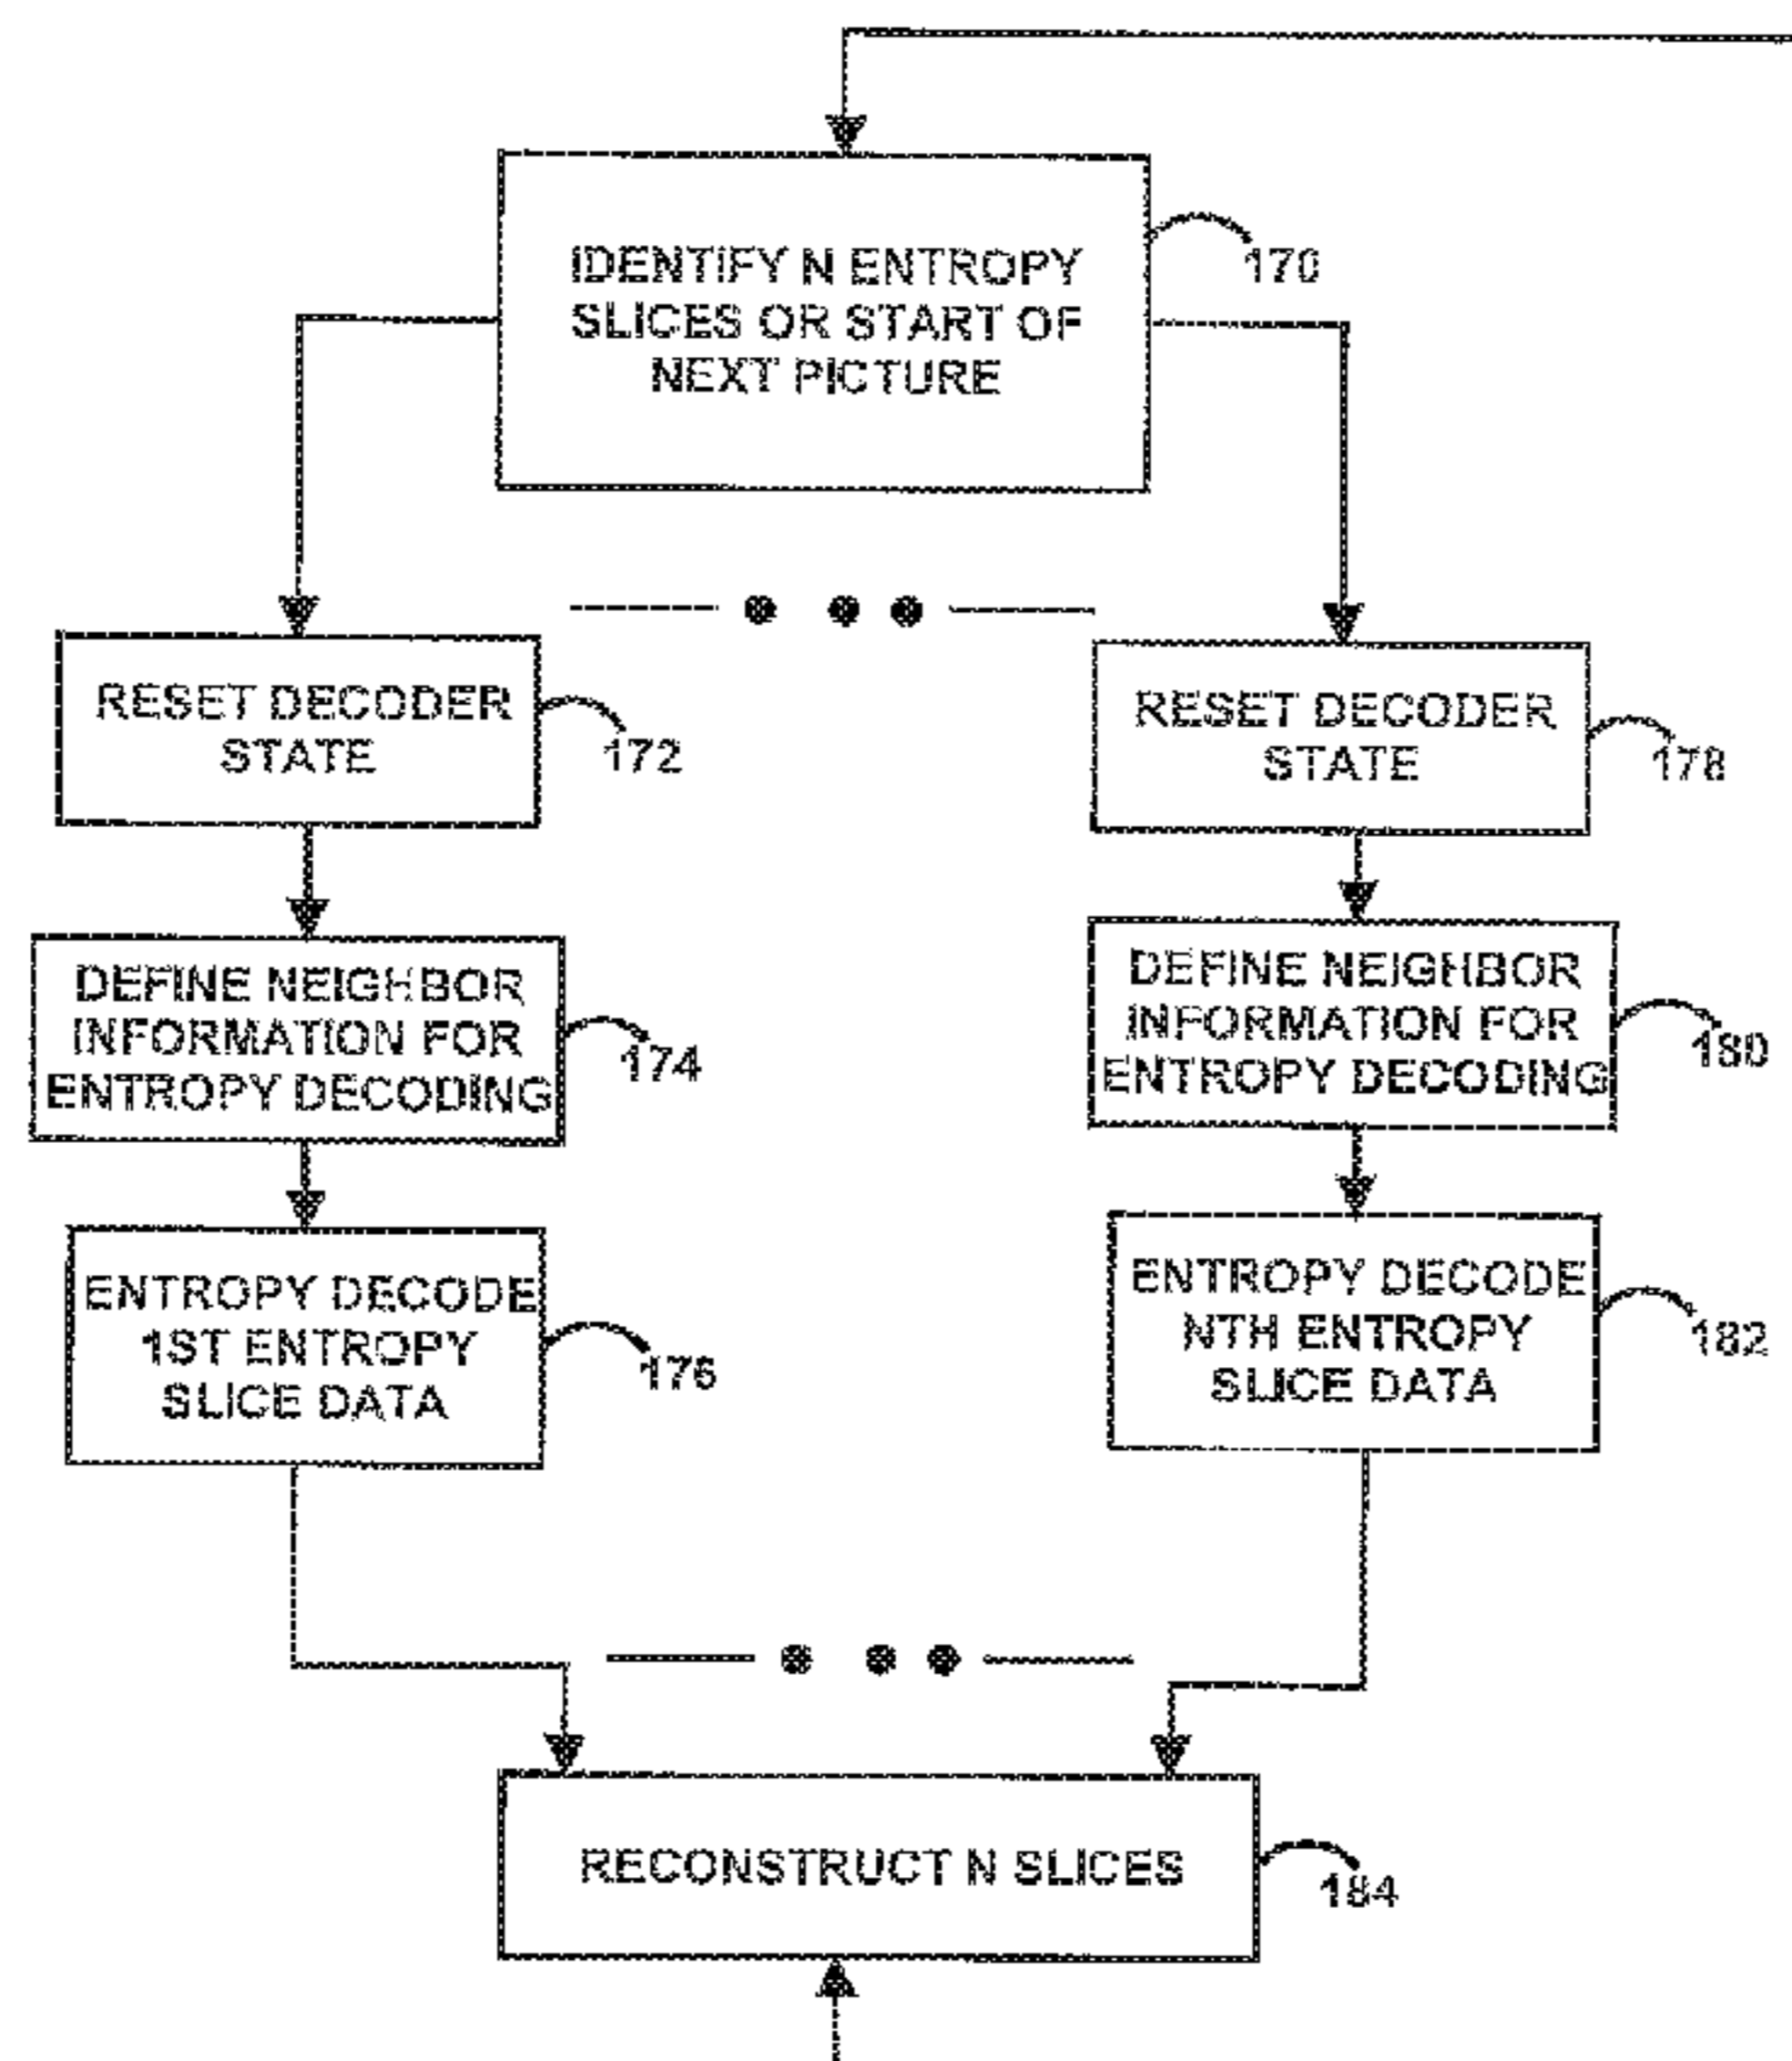 IDENTIFY N ENTROPY
SLICES OR START OF
NEXT PICTURE
170
RESET DECODER
STATE
172
RESET DECODER
STATE
178
DEFINE NEIGHBOR
INFORMATION FOR
ENTROPY DECODING
174
DEFINE NEIGHBOR
INFORMATION FOR
ENTROPY DECODING
180
ENTROPY DECODE
1ST ENTROPY
SLICE DATA
176
ENTROPY DECODE
NTH ENTROPY
SLICE DATA
182
RECONSTRUCT N SLICES
184